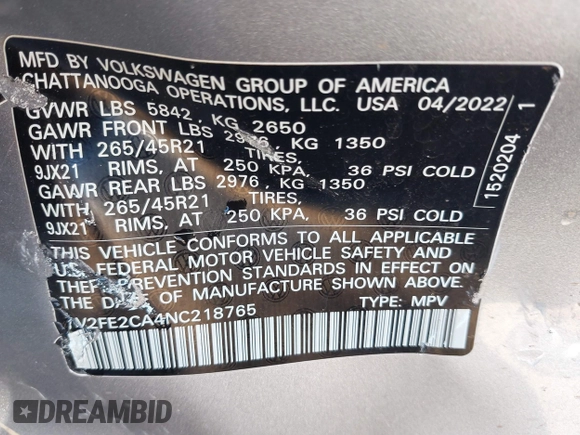 MFD BY VOLKSWAGEN GROUP OF AMERICA
CHATTANOOGA OPERATIONS, LLC. USA 04/2022
GVWR LBS 5842, KG 2650
GAWR FRONT LBS 2976, KG 1350
WITH 265/45R21 TIRES,
9JX21 RIMS, AT 250 KPA, 36 PSI COLD
GAWR REAR LBS 2976, KG 1350
WITH 265/45R21 TIRES,
9JX21 RIMS, AT 250 KPA, 36 PSI COLD
THIS VEHICLE CONFORMS TO ALL APPLICABLE
U.S. FEDERAL MOTOR VEHICLE SAFETY AND
THEFT PREVENTION STANDARDS IN EFFECT ON
THE DATE OF MANUFACTURE SHOWN ABOVE.
1V2FE2CA4NC218765 TYPE: MPV
1520204 1
DREAMBID